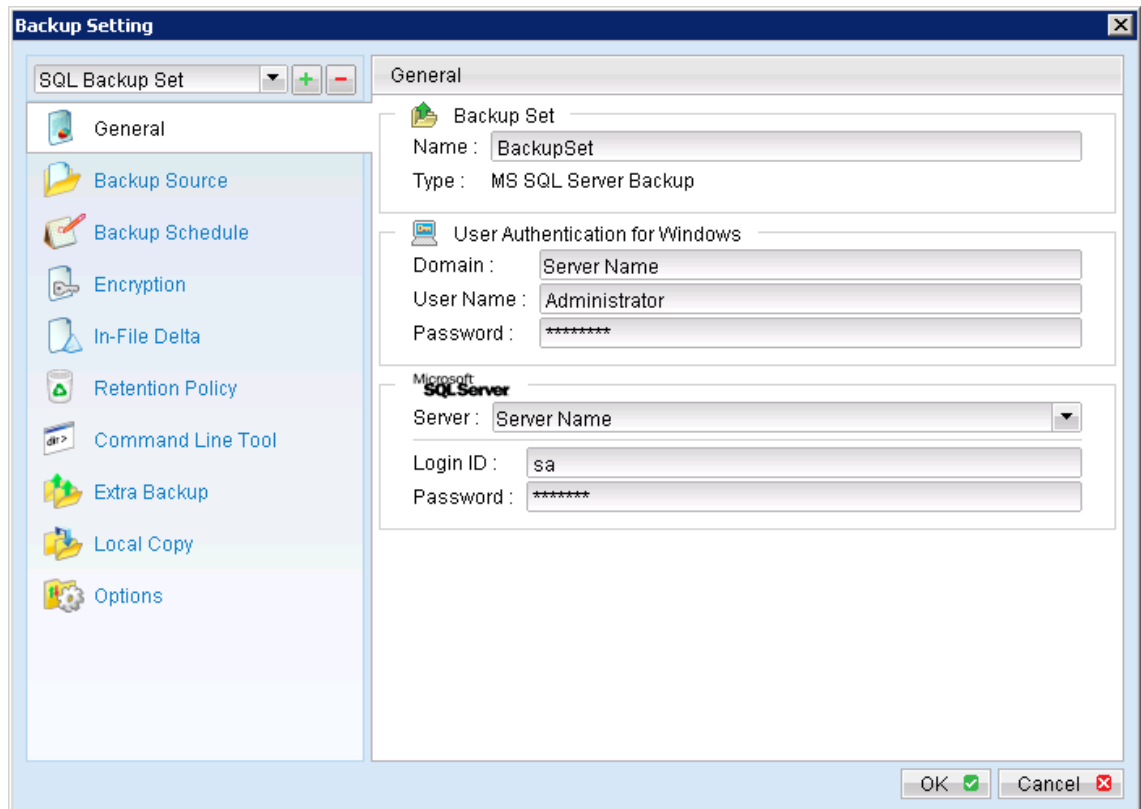 Backup Setting
SQL Backup Set
General
Backup Source
Backup Schedule
Encryption
In-File Delta
Retention Policy
dir >
Command Line Tool
Extra Backup
Local Copy
Options
General
Backup Set
Name : BackupSet
Type : MS SQL Server Backup
User Authentication for Windows
Domain : Server Name
User Name : Administrator
Password : ********
Microsoft
SQL Server
Server : Server Name
Login ID : sa
Password : *******
OK Cancel